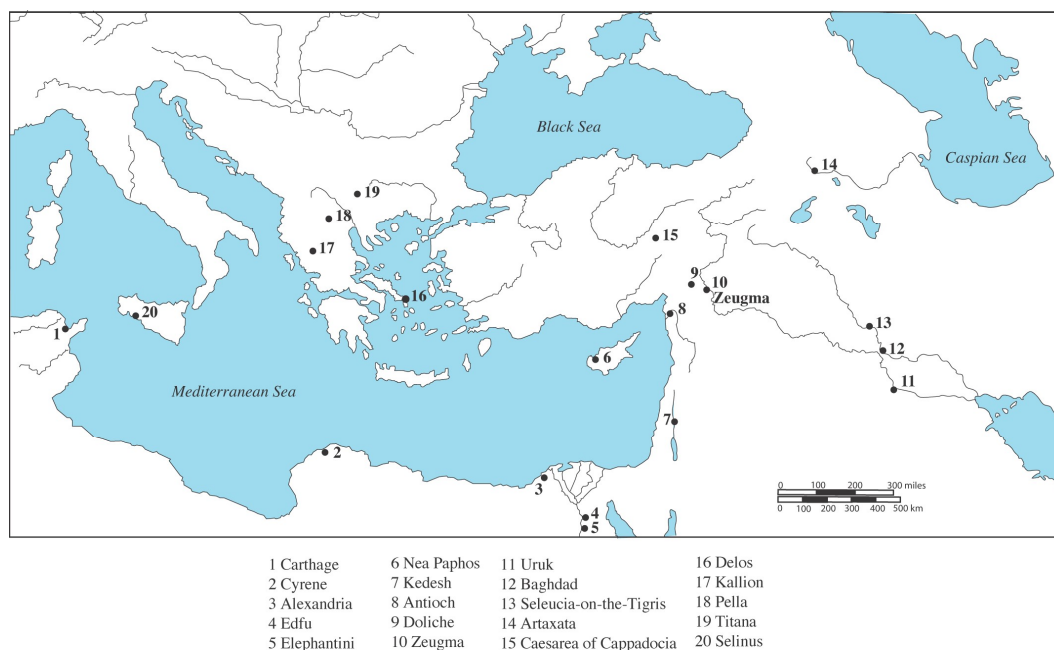 Black Sea
Caspian Sea
14
19
18
17
15
9
10
Zeugma
16
8
20
1
13
12
6
11
Mediterranean Sea
7
2
3
4
5
0 100 200 300 miles
0 100 200 300 400 500 km
1 Carthage
2 Cyrene
3 Alexandria
4 Edfu
5 Elephantini
6 Nea Paphos
7 Kedesh
8 Antioch
9 Doliche
10 Zeugma
11 Uruk
12 Baghdad
13 Seleucia-on-the-Tigris
14 Artaxata
15 Caesarea of Cappadocia
16 Delos
17 Kallion
18 Pella
19 Titana
20 Selinus